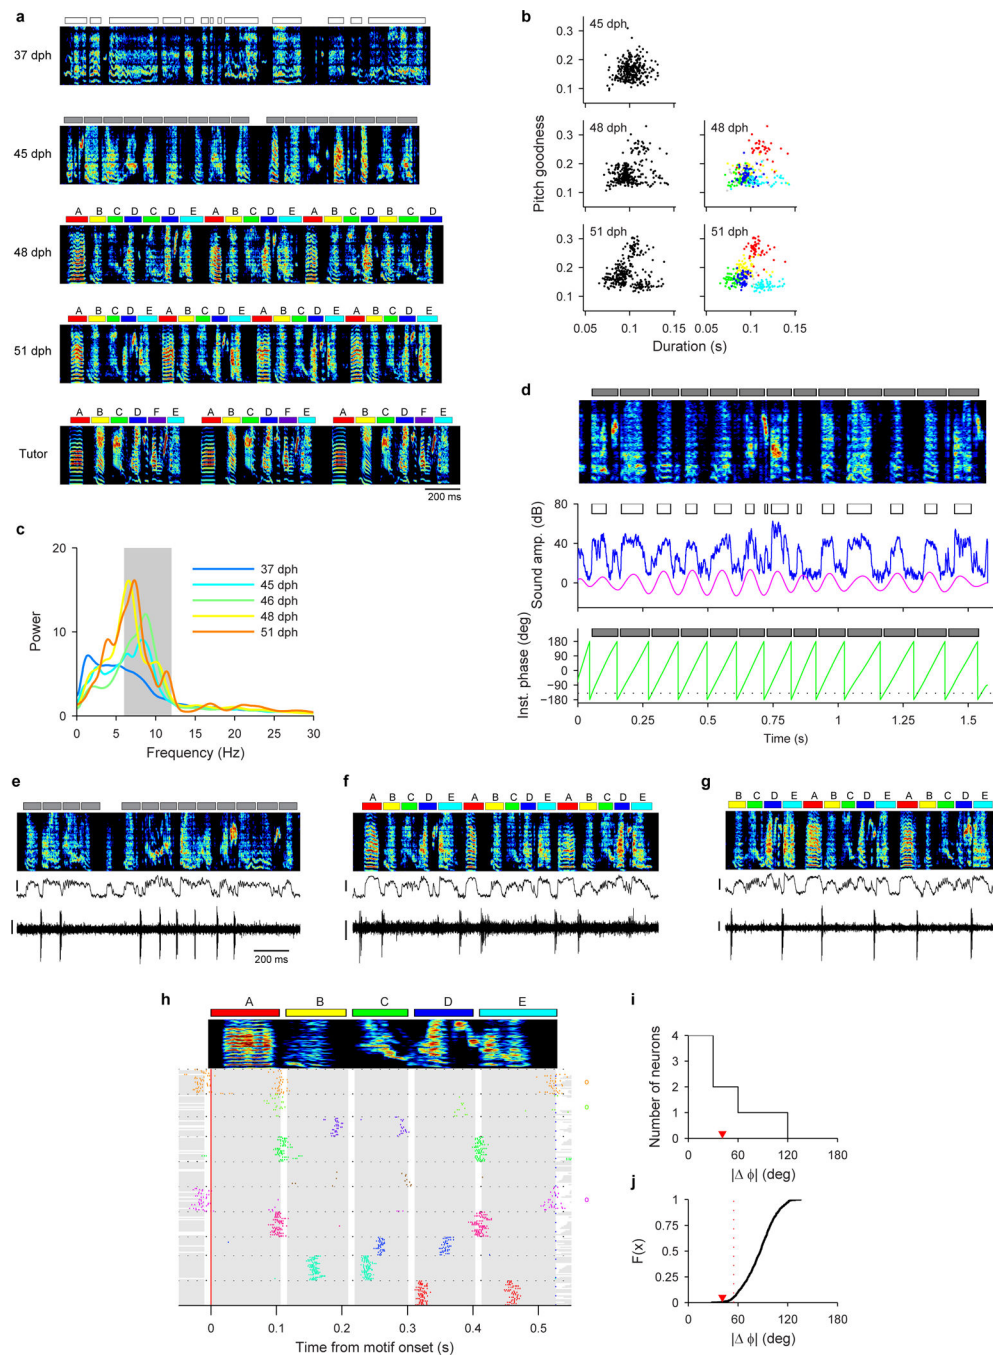 a
37 dph
45 dph
A B C D C D E A B C D E A B C D B C D
48 dph
A B C D E A B C D E A B C D E A B C D E
51 dph
A B C D F E A B C D F E A B C D F E
Tutor
200 ms
b
45 dph
0.3
0.2
0.1
48 dph
48 dph
0.3
0.2
0.1
Pitch goodness
51 dph
51 dph
0.3
0.2
0.1
0.05 0.1 0.15 0.05 0.1 0.15
Duration (s)
c
20
10
0
Power
37 dph
45 dph
46 dph
48 dph
51 dph
0 5 10 15 20 25 30
Frequency (Hz)
d
80
40
0
Sound amp. (dB)
180
90
0
−90
−180
Inst. phase (deg)
0 0.25 0.5 0.75 1 1.25 1.5
Time (s)
e
200 ms
f
A B C D E A B C D E A B C D E
g
B C D E A B C D E A B C D E
h
A B C D E
0 0.1 0.2 0.3 0.4 0.5
Time from motif onset (s)
i
4
3
2
1
0
Number of neurons
0 60 120 180
|Δ ϕ| (deg)
j
1
0.75
0.5
0.25
0
F(x)
0 60 120 180
|Δ ϕ| (deg)